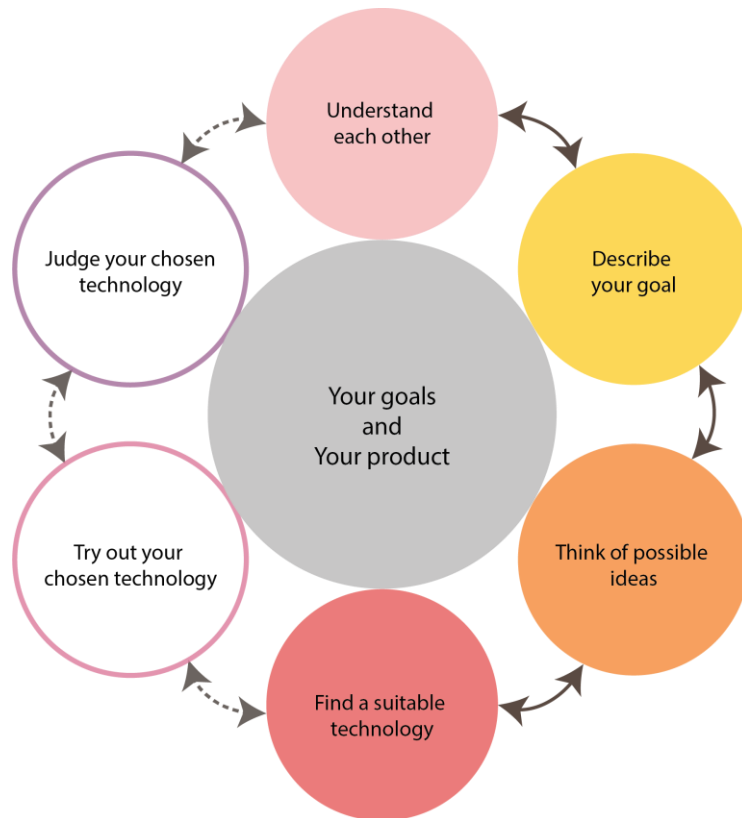 Understand
each other
Describe
your goal
Think of possible
ideas
Find a suitable
technology
Try out your
chosen technology
Judge your chosen
technology
Your goals
and
Your product